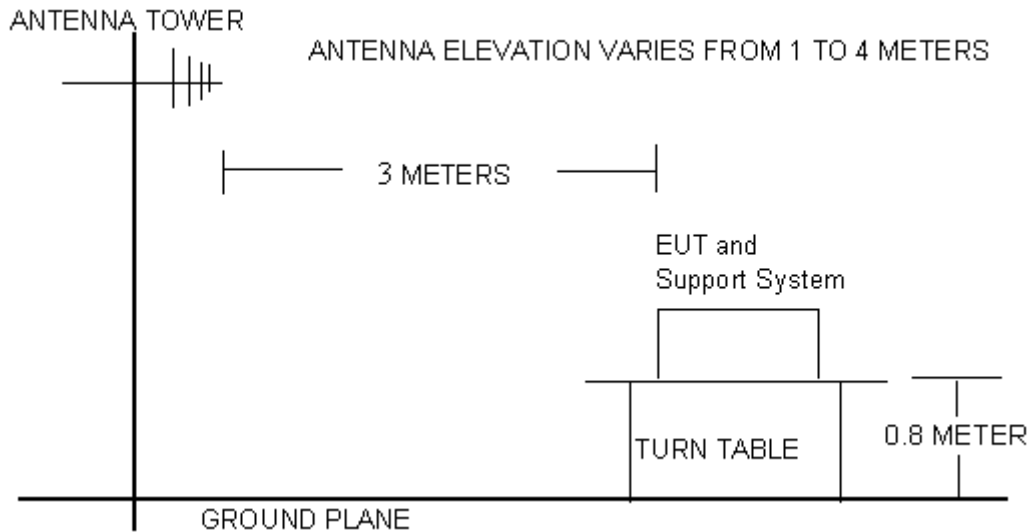 ANTENNA TOWER
ANTENNA ELEVATION VARIES FROM 1 TO 4 METERS
3 METERS
EUT and
Support System
TURN TABLE
0.8 METER
GROUND PLANE